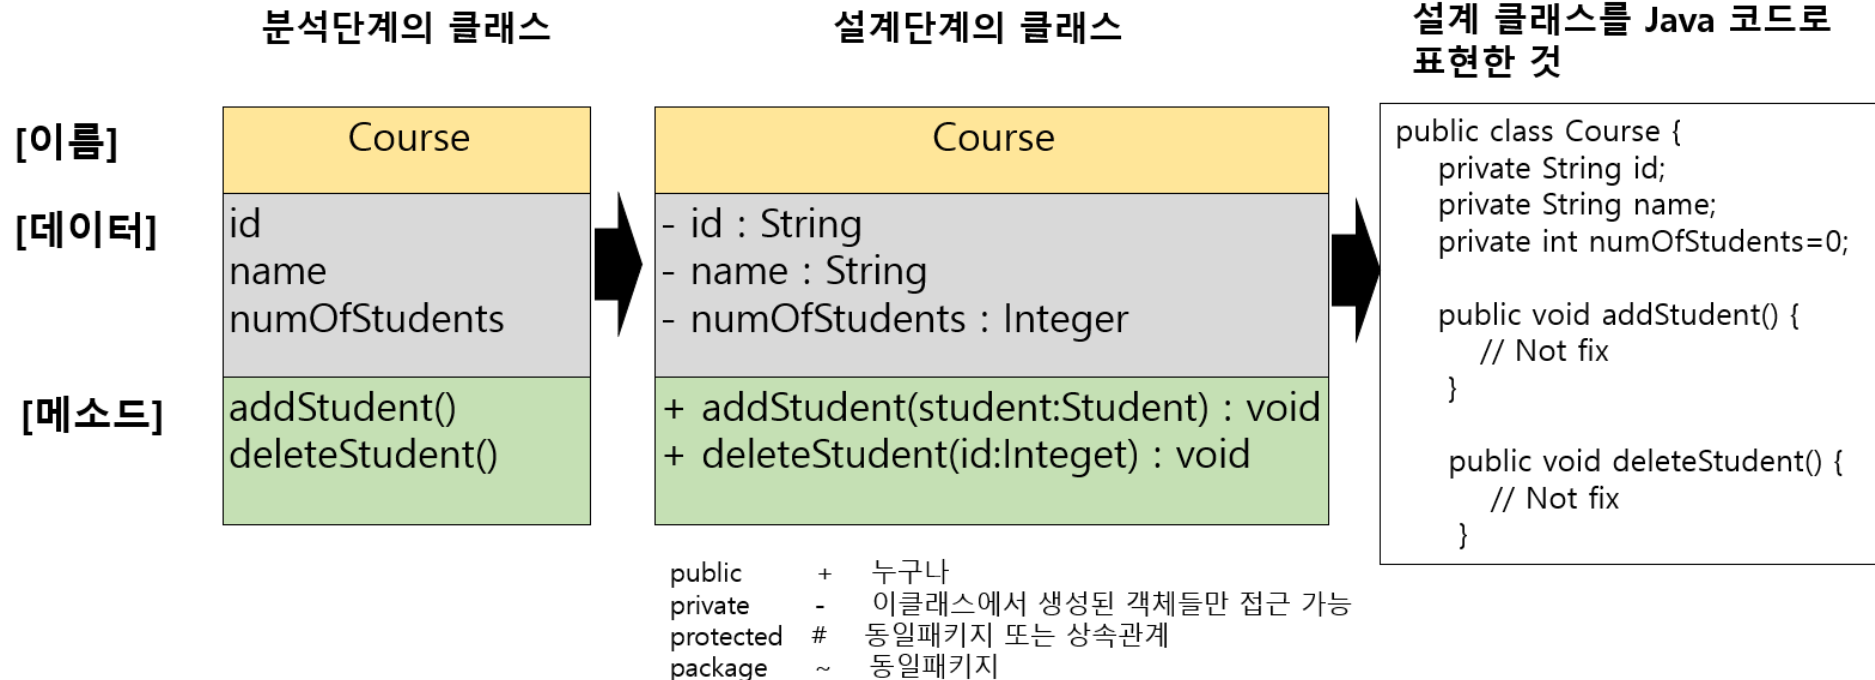 분석단계의 클래스
설계단계의 클래스
설계 클래스를 Java 코드로
표현한 것
[이름]
[데이터]
[메소드]
Course
id
name
numOfStudents
addStudent()
deleteStudent()
Course
- id : String
- name : String
- numOfStudents : Integer
+ addStudent(student:Student) : void
+ deleteStudent(id:Integet) : void
public class Course {
private String id;
private String name;
private int numOfStudents=0;
public void addStudent() {
// Not fix
}
public void deleteStudent() {
// Not fix
}
public + 누구나
private - 이클래스에서 생성된 객체들만 접근 가능
protected # 동일패키지 또는 상속관계
package ~ 동일패키지